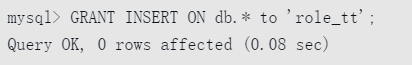 mysql> GRANT INSERT ON db.* to 'role_tt';
Query OK, 0 rows affected (0.08 sec)